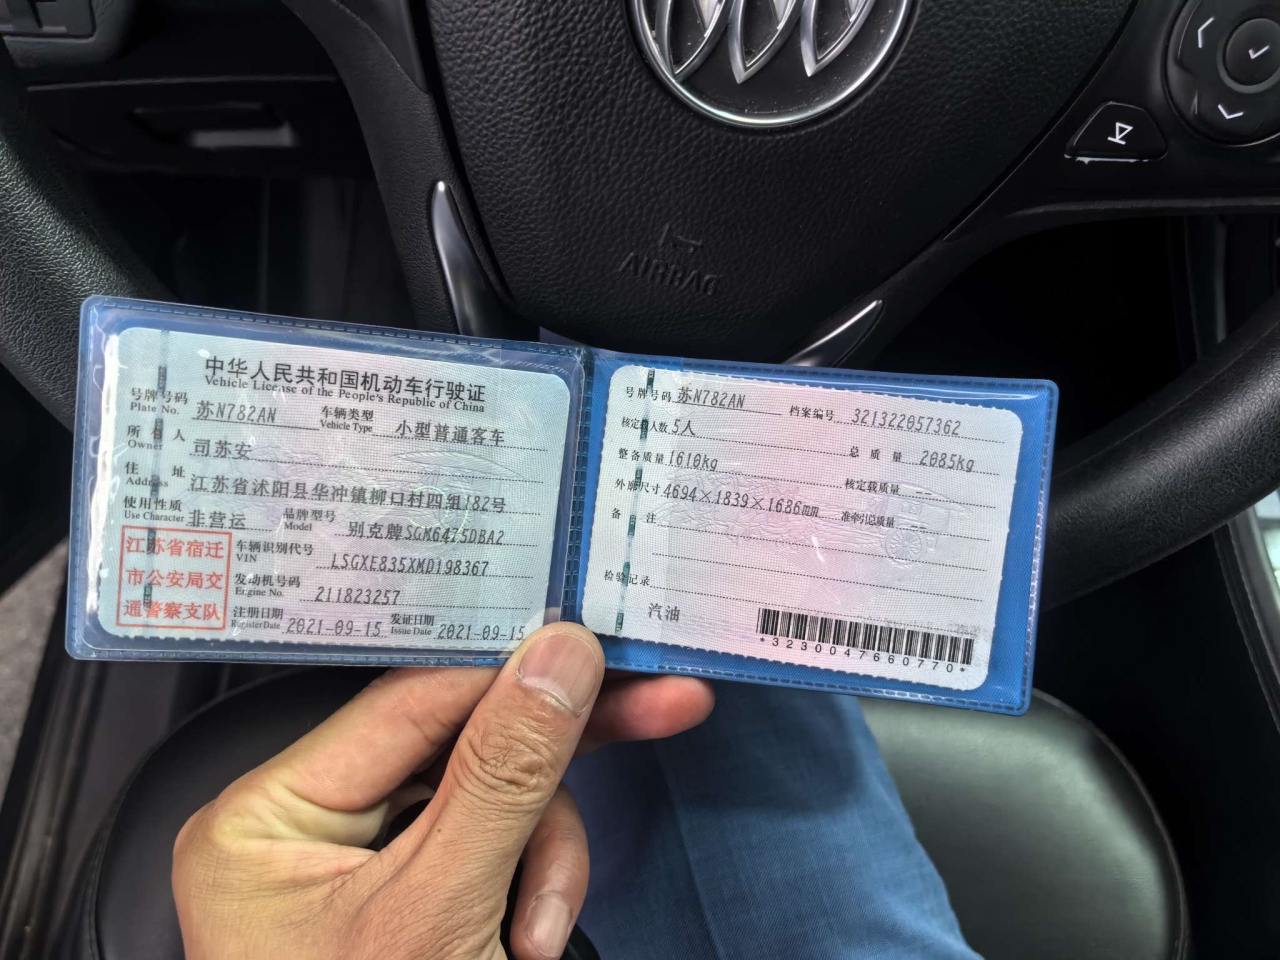 AIRBAG
中华人民共和国机动车行驶证
Vehicle License of the People's Republic of China
号牌号码 苏N782AN 车辆类型 小型普通客车
Plate No. Vehicle Type
所有人 司苏安
Owner
住址 江苏省沭阳县华冲镇柳口村四组182号
Address
使用性质 非营运 品牌型号 别克牌SGM6475DBA2
Use Character Model
江苏省宿迁
市公安局交
通警察支队
车辆识别代号 LSGXE835XMD198367
VIN
发动机号码 211823257
Engine No.
注册日期 2021-09-15 发证日期 2021-09-15
Register Date Issue Date
号牌号码 苏N782AN 档案编号 321322057362
核定载人数 5人 总质量 2085kg
整备质量 1610kg 核定载质量 --
外廓尺寸 4694×1839×1686mm 准牵引总质量 --
备注
检验记录
汽油
*3230047660770*